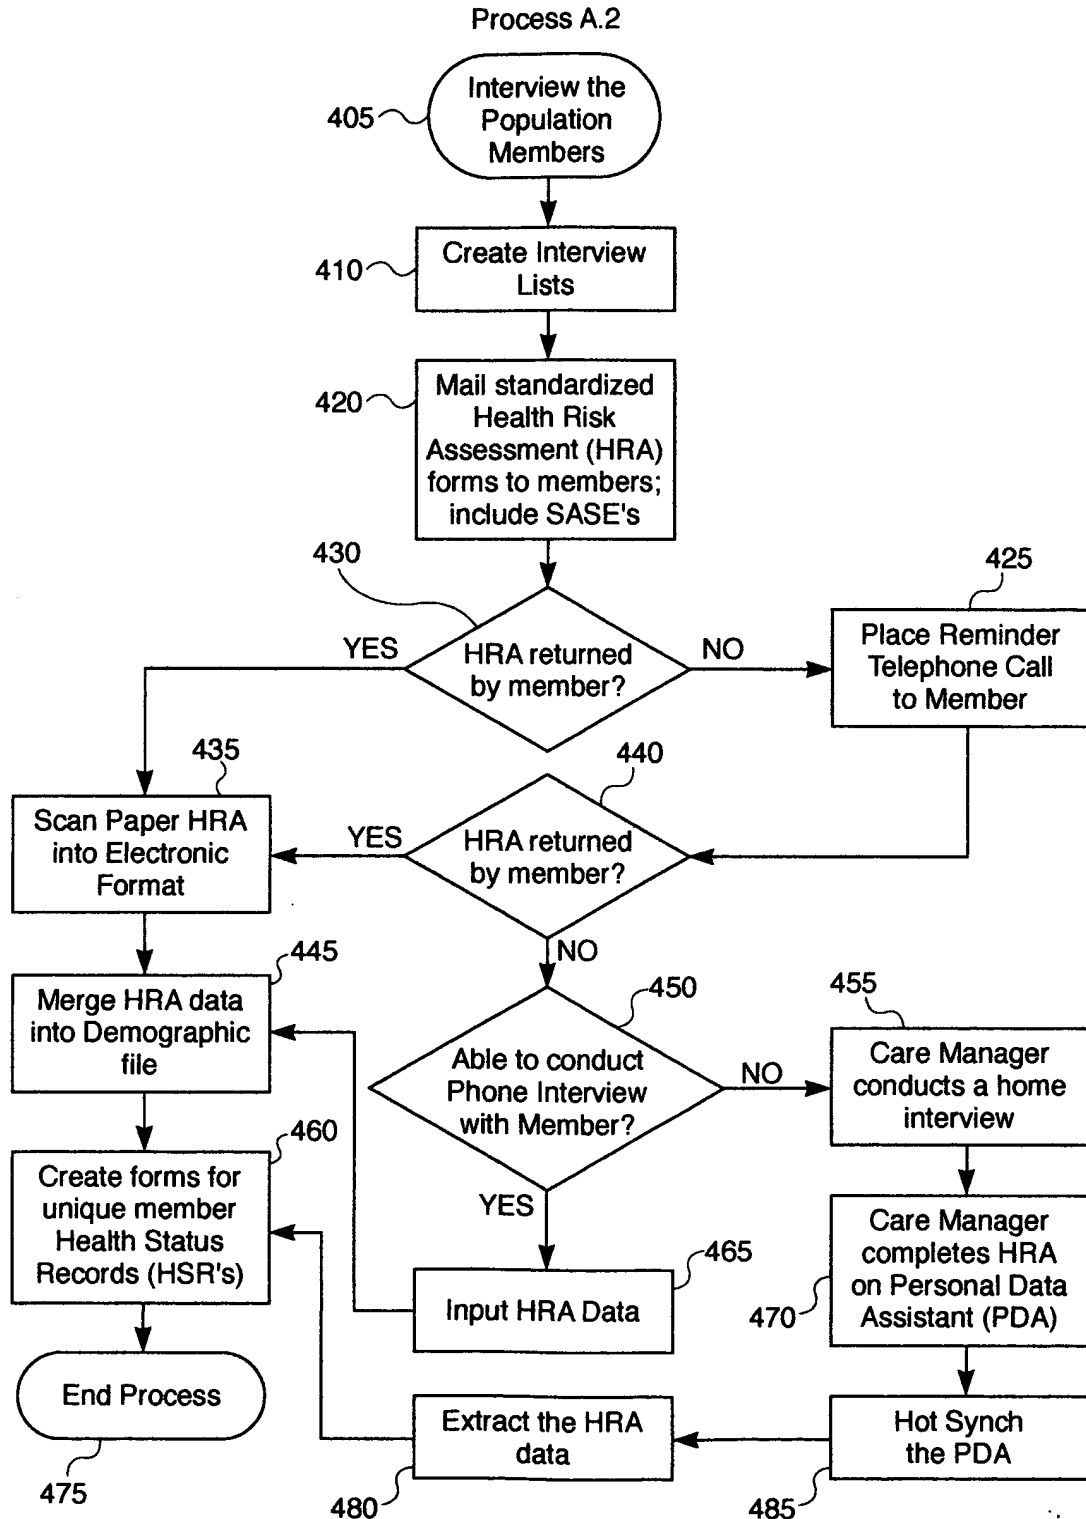 Process A.2
Interview the
Population
Members
405
Create Interview
Lists
410
Mail standardized
Health Risk
Assessment (HRA)
forms to members;
include SASE's
420
430
HRA returned
by member?
YES
NO
425
Place Reminder
Telephone Call
to Member
435
Scan Paper HRA
into Electronic
Format
440
HRA returned
by member?
YES
NO
445
Merge HRA data
into Demographic
file
450
Able to conduct
Phone Interview
with Member?
NO
YES
455
Care Manager
conducts a home
interview
460
Create forms for
unique member
Health Status
Records (HSR's)
465
Input HRA Data
Care Manager
completes HRA
on Personal Data
Assistant (PDA)
470
End Process
475
Extract the HRA
data
480
Hot Synch
the PDA
485